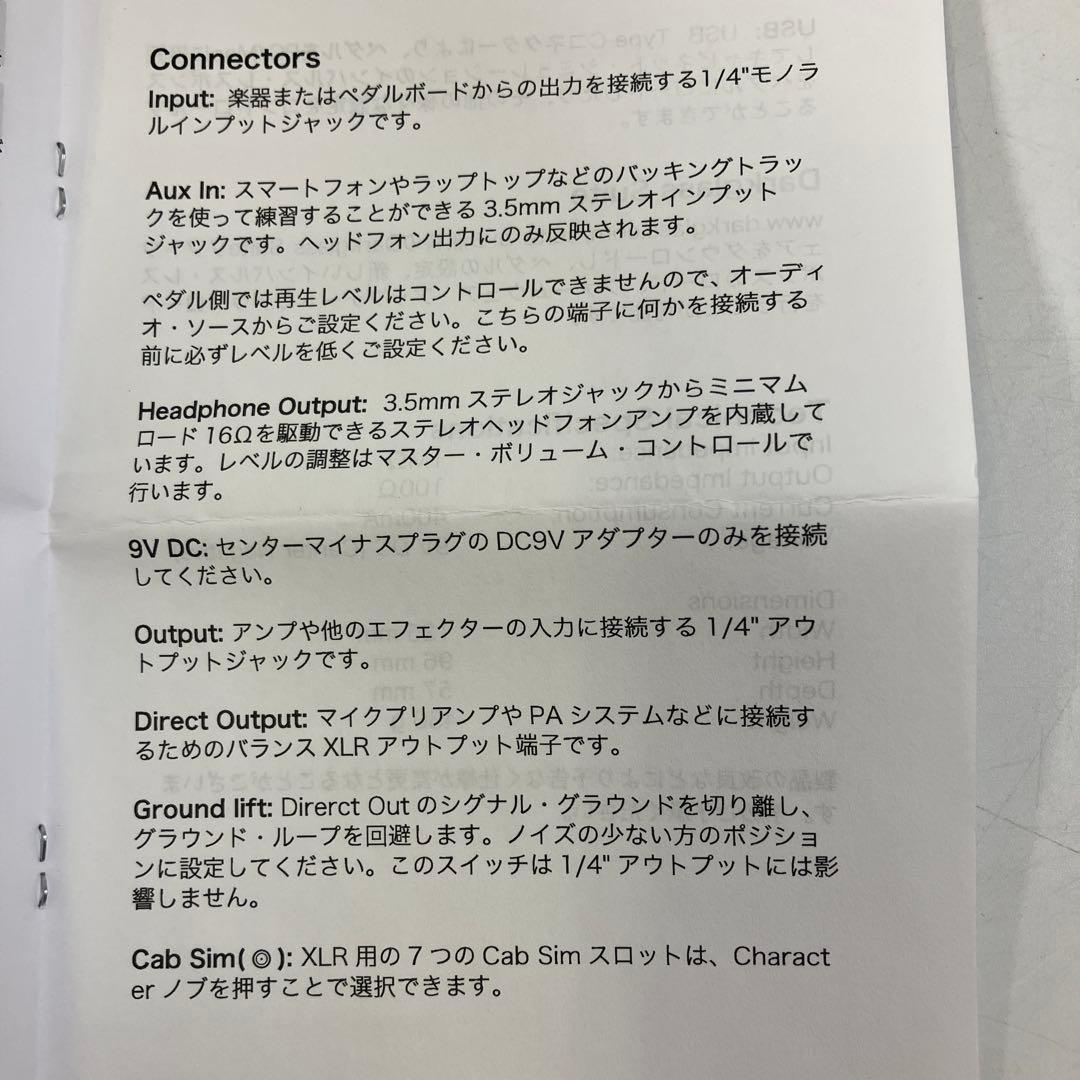 Connectors
Input: 楽器またはペダルボードからの出力を接続する1/4"モノラ
ルインプットジャックです。
Aux In: スマートフォンやラップトップなどのバッキングトラッ
クを使って練習することができる 3.5mm ステレオインプット
ジャックです。ヘッドフォン出力にのみ反映されます。
ペダル側では再生レベルはコントロールできませんので、オーディ
オ・ソースからご設定ください。こちらの端子に何かを接続する
前に必ずレベルを低くご設定ください。
Headphone Output: 3.5mm ステレオジャックからミニマム
ロード 16Ωを駆動できるステレオヘッドフォンアンプを内蔵して
います。レベルの調整はマスター・ボリューム・コントロールで
行います。
9V DC: センターマイナスプラグの DC9V アダプターのみを接続
してください。
Output: アンプや他のエフェクターの入力に接続する 1/4" アウ
トプットジャックです。
Direct Output: マイクプリアンプや PA システムなどに接続す
るためのバランス XLR アウトプット端子です。
Ground lift: Direrct Out のシグナル・グラウンドを切り離し、
グラウンド・ループを回避します。ノイズの少ない方のポジショ
ンに設定してください。このスイッチは 1/4" アウトプットには影
響しません。
Cab Sim(◎): XLR 用の 7 つの Cab Sim スロットは、Charact
er ノブを押すことで選択できます。